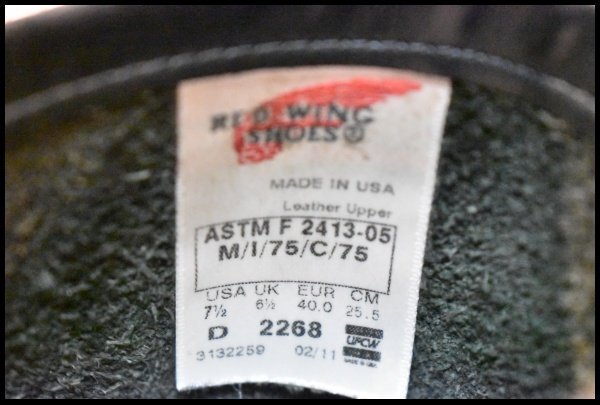 RED WING
SHOES®
MADE IN USA
Leather Upper
ASTM F 2413-05
M/I/75/C/75
USA UK EUR CM
7½ 6½ 40.0 25.5
D 2268 UFCW
3132259 02/11